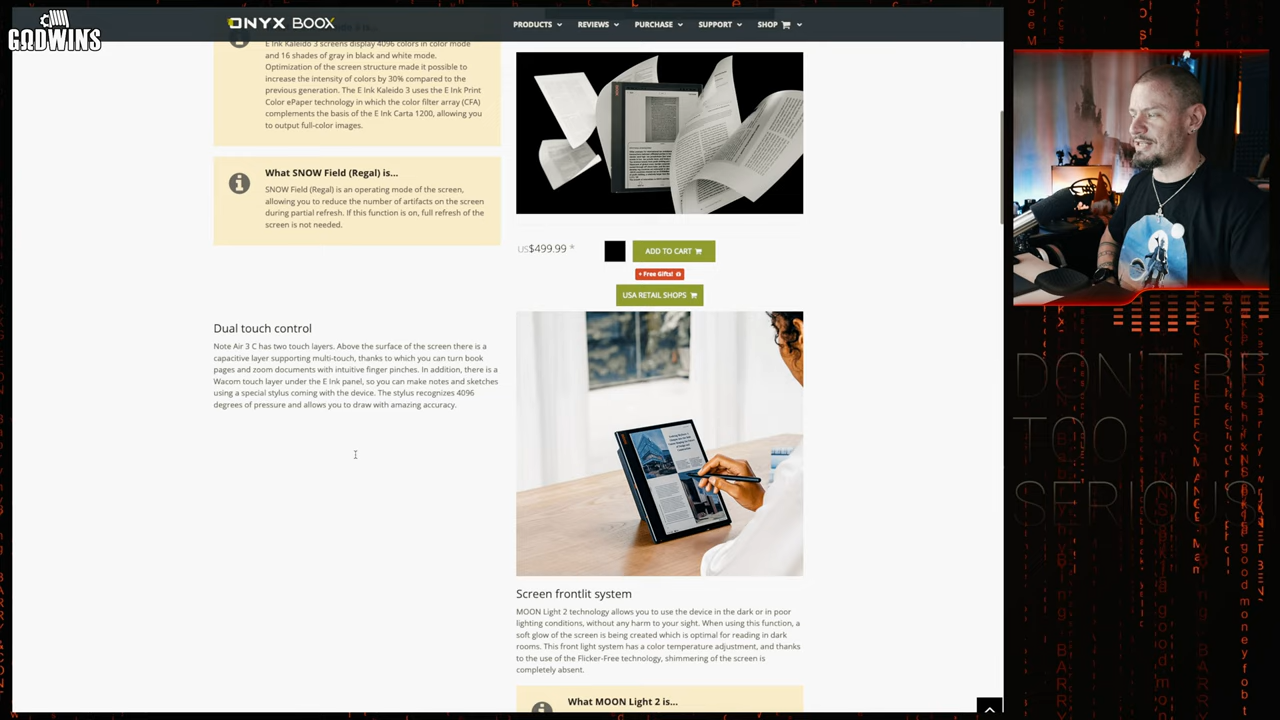 GODWINS
ONYX BOOX
PRODUCTS
REVIEWS
PURCHASE
SUPPORT
SHOP
E Ink Kaleido 3 screens display 4096 colors in color mode
and 16 shades of gray in black and white mode.
Optimization of the screen structure made it possible to
increase the intensity of colors by 30% compared to the
previous generation. The E Ink Kaleido 3 uses the E Ink Print
Color ePaper technology in which the color filter array (CFA)
complements the basis of the E Ink Carta 1200, allowing you
to output full-color images.
What SNOW Field (Regal) is...
SNOW Field (Regal) is an operating mode of the screen,
allowing you to reduce the number of artifacts on the screen
during partial refresh. If this function is on, full refresh of the
screen is not needed.
US$499.99 *
ADD TO CART
+ Free Gifts!
USA RETAIL SHOPS
Dual touch control
Note Air 3 C has two touch layers. Above the surface of the screen there is a
capacitive layer supporting multi-touch, thanks to which you can turn book
pages and zoom documents with intuitive finger pinches. In addition, there is a
Wacom touch layer under the E Ink panel, so you can make notes and sketches
using a special stylus coming with the device. The stylus recognizes 4096
degrees of pressure and allows you to draw with amazing accuracy.
Screen frontlit system
MOON Light 2 technology allows you to use the device in the dark or in poor
lighting conditions, without any harm to your sight. When using this function, a
soft glow of the screen is being created which is optimal for reading in dark
rooms. This front light system has a color temperature adjustment, and thanks
to the use of the Flicker-Free technology, shimmering of the screen is
completely absent.
What MOON Light 2 is...
DON'T BE
TOO
SERIOUS